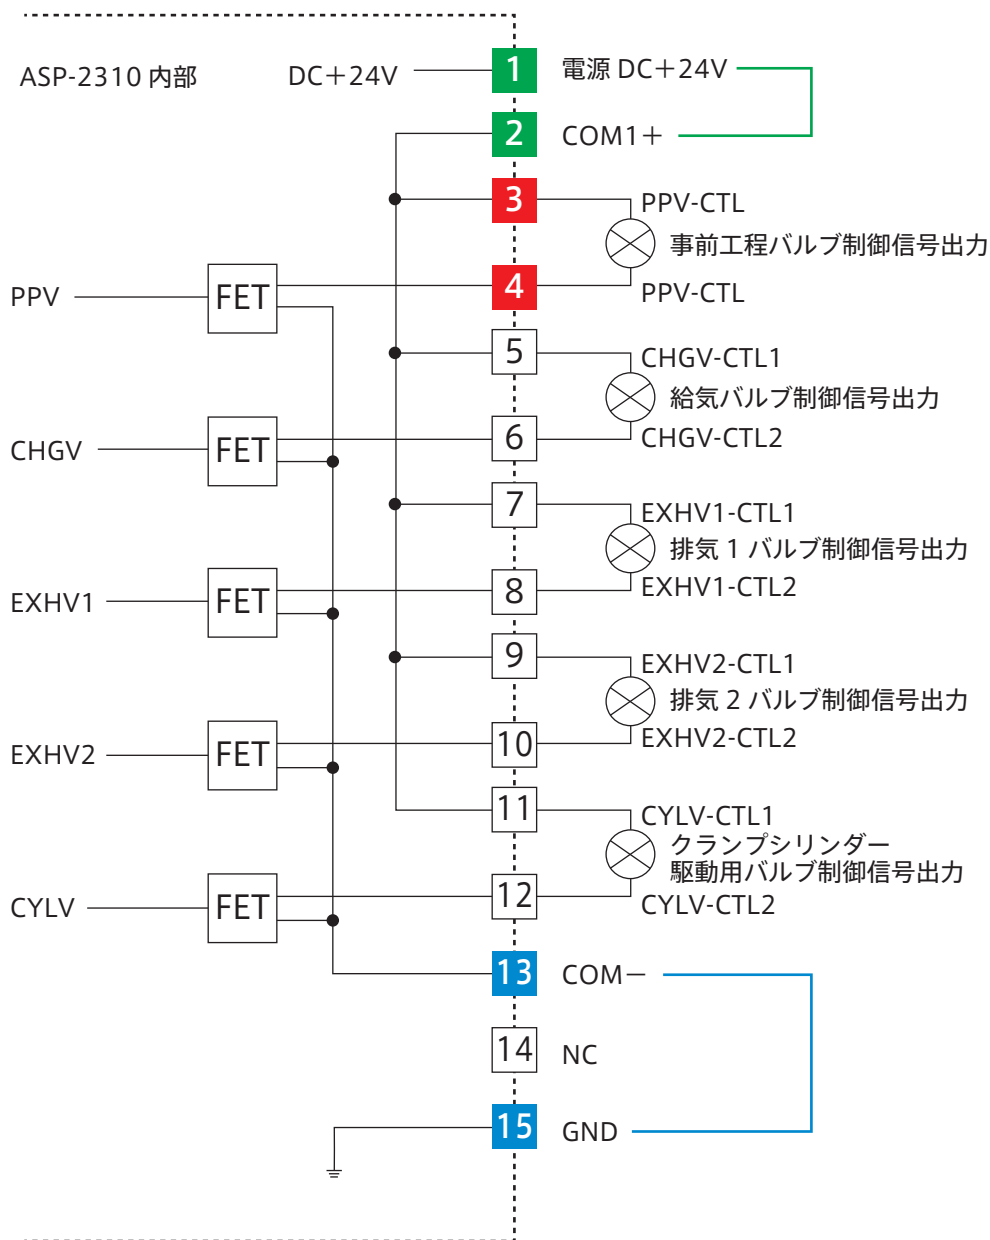 ASP-2310 内部
DC＋24V
1
電源 DC＋24V
2
COM1＋
3
PPV-CTL
事前工程バルブ制御信号出力
PPV
FET
4
PPV-CTL
5
CHGV-CTL1
給気バルブ制御信号出力
CHGV
FET
6
CHGV-CTL2
7
EXHV1-CTL1
排気 1 バルブ制御信号出力
EXHV1
FET
8
EXHV1-CTL2
9
EXHV2-CTL1
排気 2 バルブ制御信号出力
EXHV2
FET
10
EXHV2-CTL2
11
CYLV-CTL1
クランプシリンダー
駆動用バルブ制御信号出力
CYLV
FET
12
CYLV-CTL2
13
COM－
14
NC
15
GND